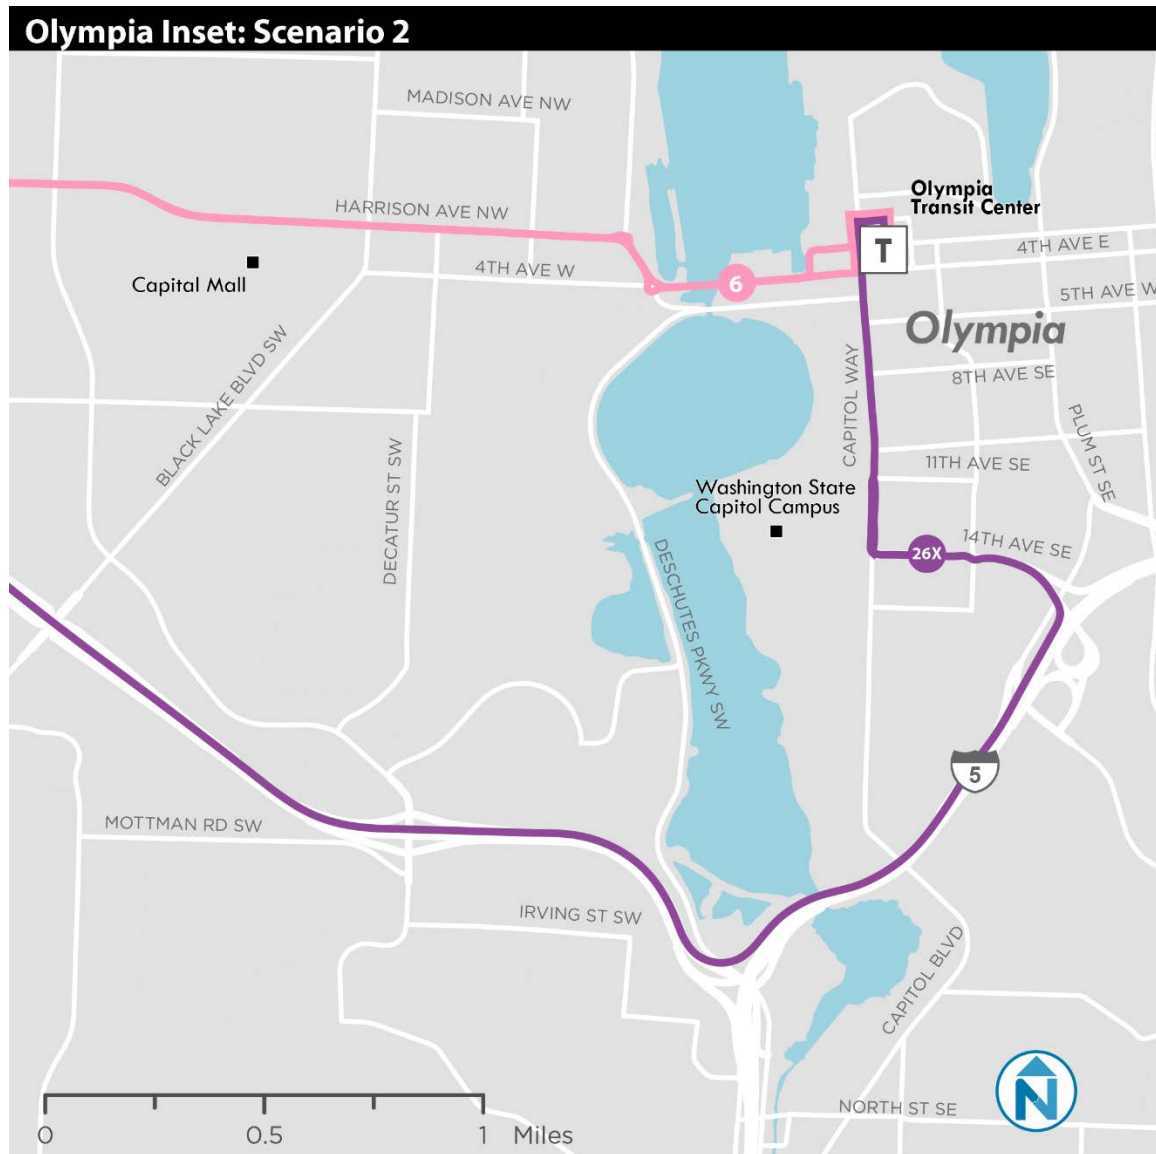 Olympia Inset: Scenario 2
MADISON AVE NW
HARRISON AVE NW
Olympia
Transit Center
T
4TH AVE E
4TH AVE W
Capital Mall
6
5TH AVE W
Olympia
BLACK LAKE BLVD SW
CAPITOL WAY
8TH AVE SE
PLUM ST SE
DECATUR ST SW
11TH AVE SE
Washington State
Capitol Campus
26X
14TH AVE SE
DESCHUTES PKWY SW
5
MOTTMAN RD SW
IRVING ST SW
CAPITOL BLVD
N
NORTH ST SE
0 0.5 1 Miles